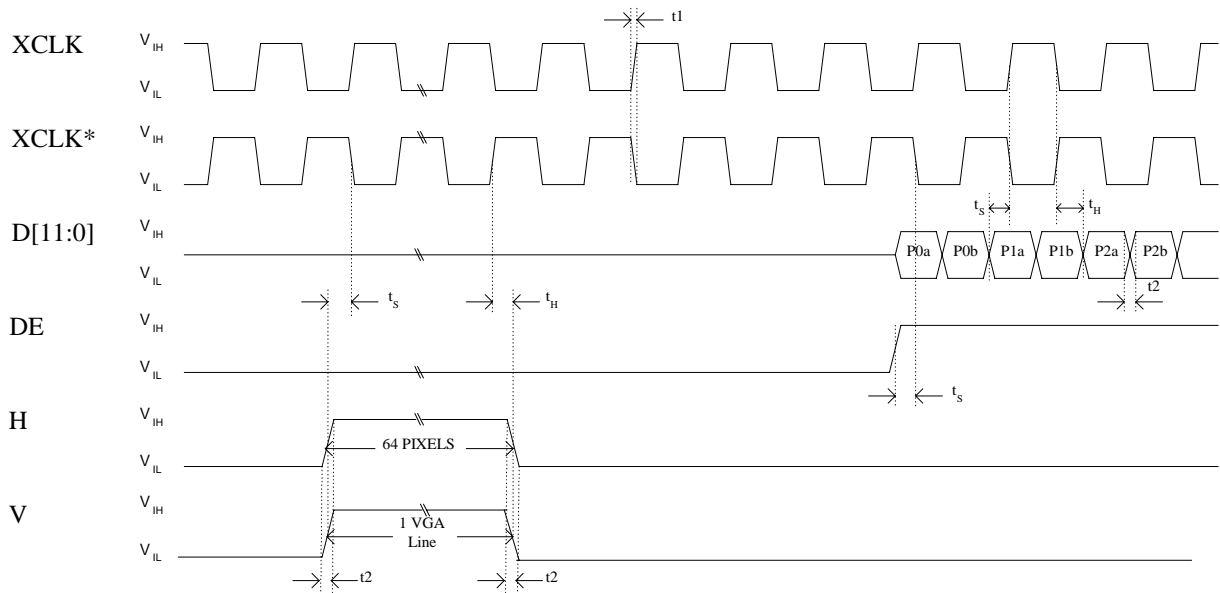 t1
XCLK
V IH
V IL
XCLK*
V IH
V IL
tS tH
D[11:0]
V IH
V IL
P0a P0b P1a P1b P2a P2b
t2
tS tH
DE
V IH
V IL
tS
H
V IH
V IL
64 PIXELS
V
V IH
V IL
1 VGA
Line
t2 t2